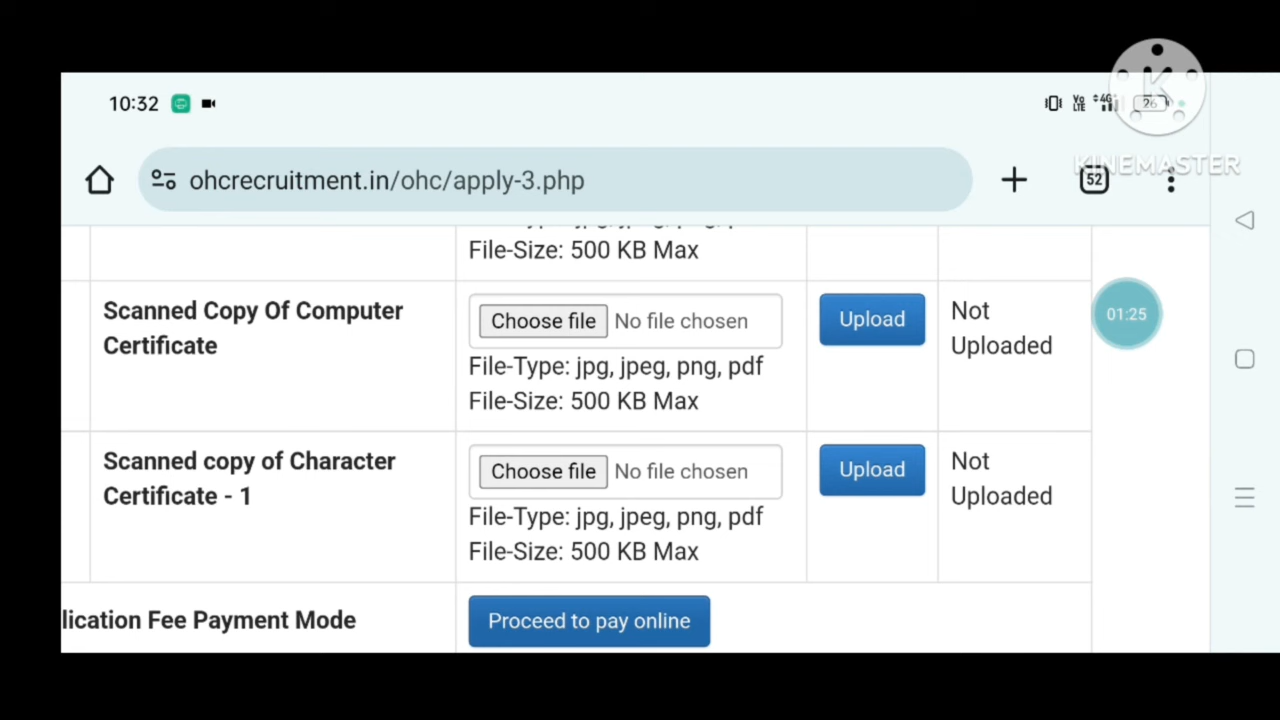 10:32
26
KINEMASTER
ohcrecruitment.in/ohc/apply-3.php
52
File-Size: 500 KB Max
Scanned Copy Of Computer
Certificate
Choose file No file chosen
File-Type: jpg, jpeg, png, pdf
File-Size: 500 KB Max
Upload
Not
Uploaded
01:25
Scanned copy of Character
Certificate - 1
Choose file No file chosen
File-Type: jpg, jpeg, png, pdf
File-Size: 500 KB Max
Upload
Not
Uploaded
lication Fee Payment Mode
Proceed to pay online